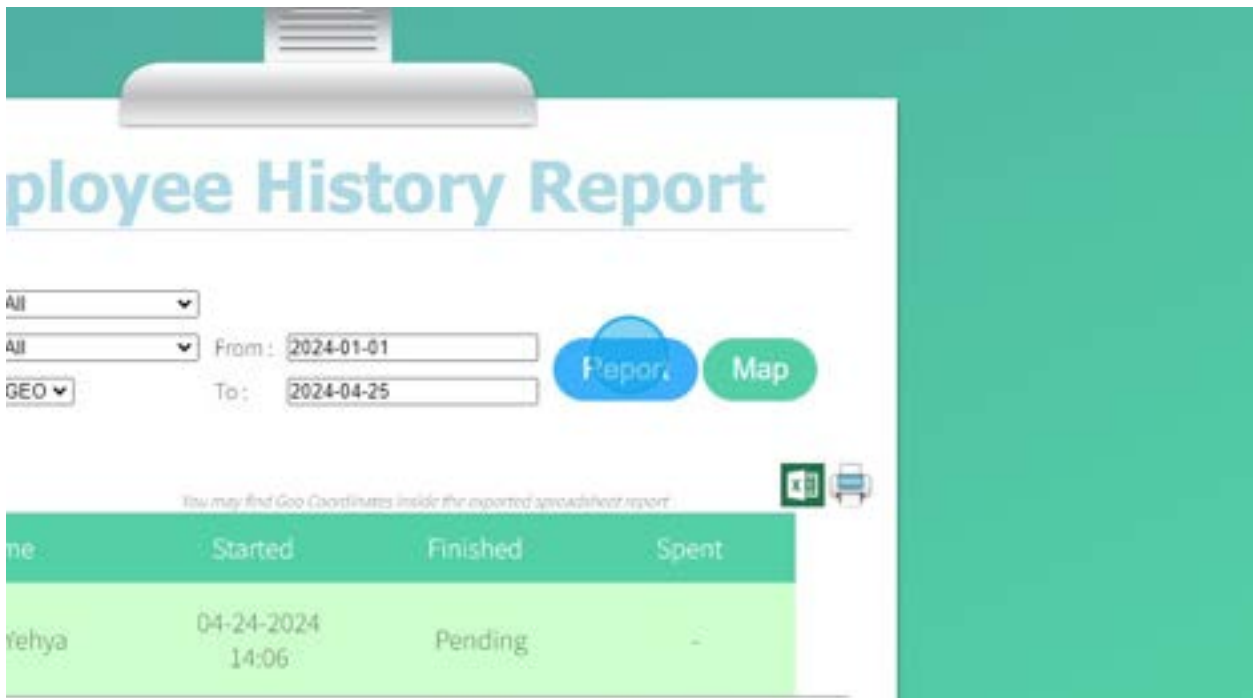 ployee History Report
All
All
From :
2024-01-01
Report
Map
GEO
To :
2024-04-25
You may find Geo Coordinates inside the exported spreadsheet report
me
Started
Finished
Spent
Yehya
04-24-2024
14:06
Pending
-